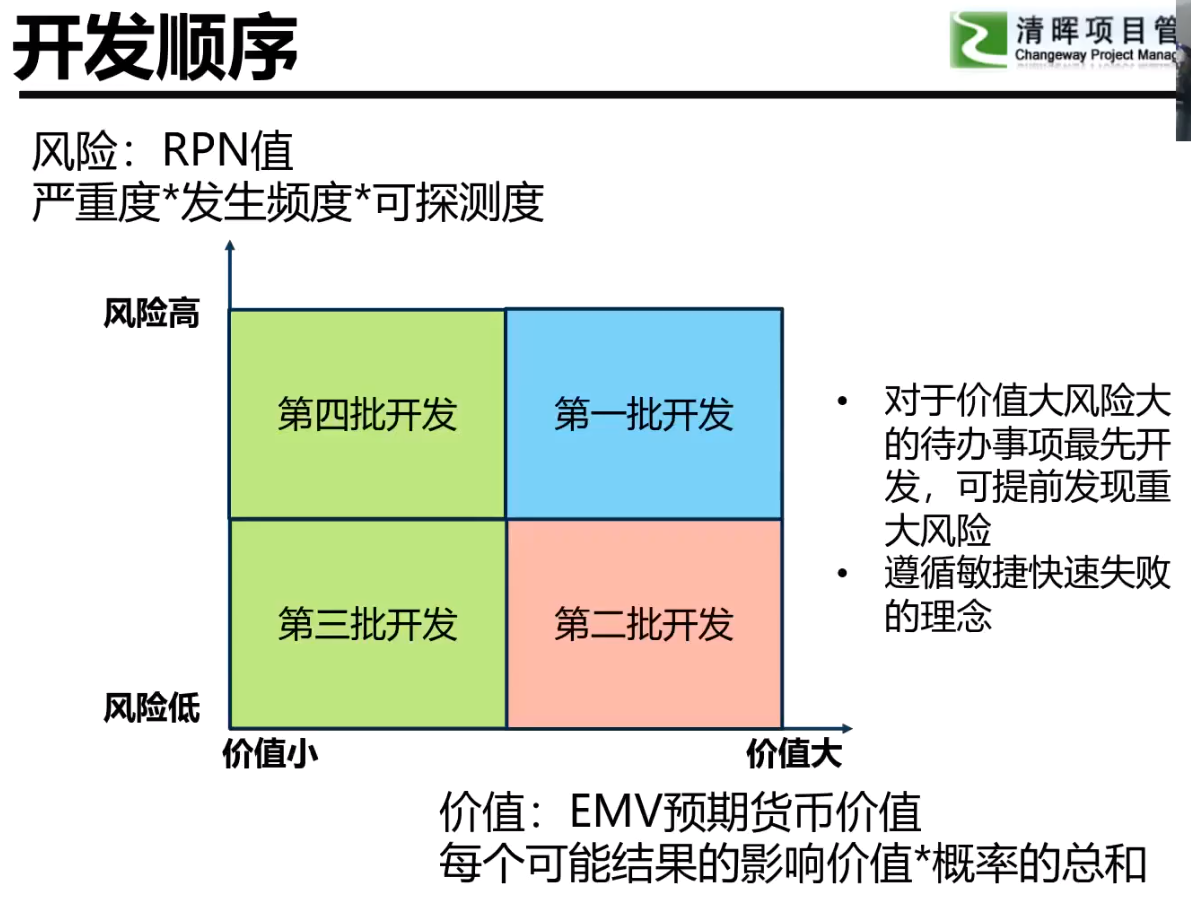 开发顺序
清晖项目管
Changeway Project Manag
风险：RPN值
严重度*发生频度*可探测度
风险高
第四批开发
第一批开发
第三批开发
第二批开发
风险低
价值小
价值大
• 对于价值大风险大
的待办事项最先开
发，可提前发现重
大风险
• 遵循敏捷快速失败
的理念
价值：EMV预期货币价值
每个可能结果的影响价值*概率的总和